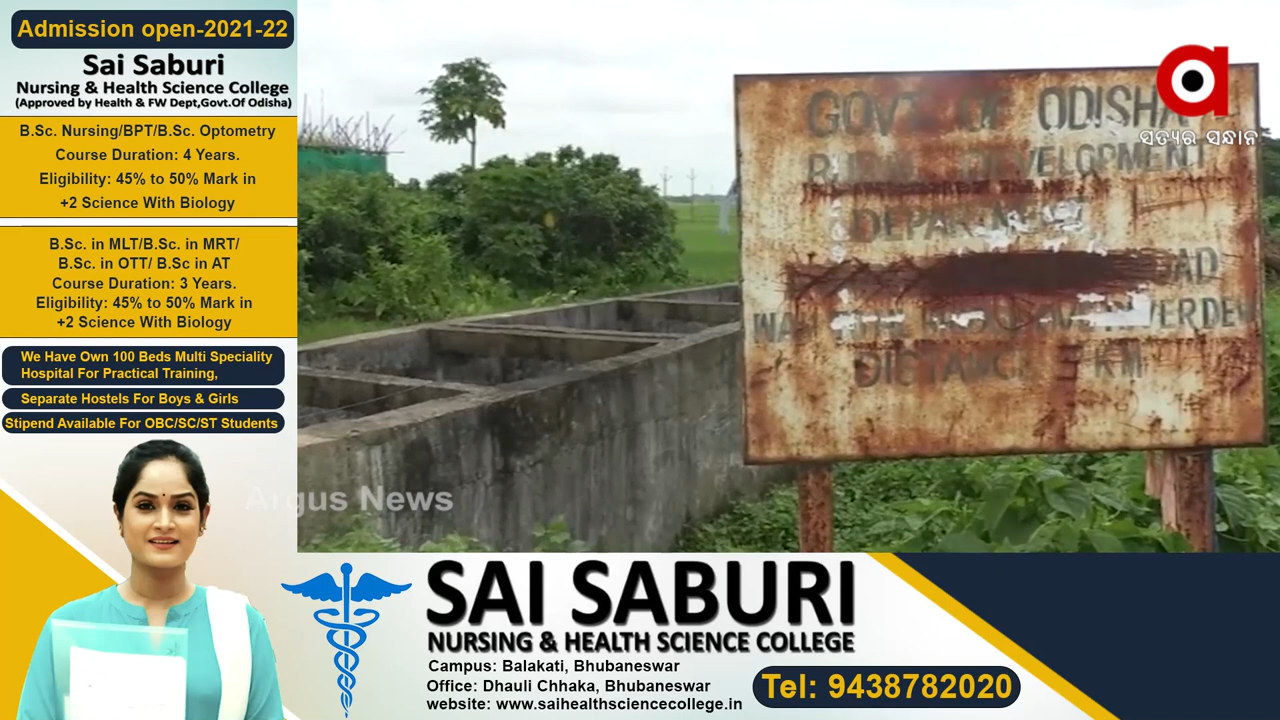 Admission open-2021-22
Sai Saburi
Nursing & Health Science College
(Approved by Health & FW Dept,Govt.Of Odisha)
B.Sc. Nursing/BPT/B.Sc. Optometry
Course Duration: 4 Years.
Eligibility: 45% to 50% Mark in
+2 Science With Biology
B.Sc. in MLT/B.Sc. in MRT/
B.Sc. in OTT/ B.Sc in AT
Course Duration: 3 Years.
Eligibility: 45% to 50% Mark in
+2 Science With Biology
We Have Own 100 Beds Multi Speciality
Hospital For Practical Training,
Separate Hostels For Boys & Girls
Stipend Available For OBC/SC/ST Students
Argus News
GOVT. OF ODISHA
RURAL DEVELOPMENT
DEPARTMENT
DICTANCE KM
a
ସତ୍ୟର ସନ୍ଧାନ
SAI SABURI
NURSING & HEALTH SCIENCE COLLEGE
Campus: Balakati, Bhubaneswar
Office: Dhauli Chhaka, Bhubaneswar
website: www.saihealthsciencecollege.in
Tel: 9438782020